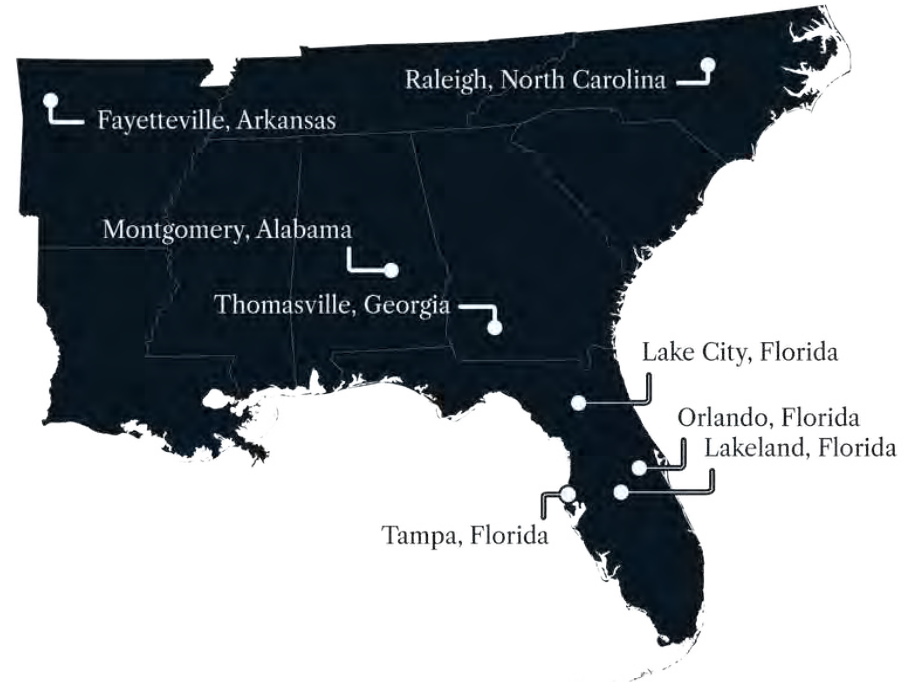 Raleigh, North Carolina
Fayetteville, Arkansas
Montgomery, Alabama
Thomasville, Georgia
Lake City, Florida
Orlando, Florida
Lakeland, Florida
Tampa, Florida